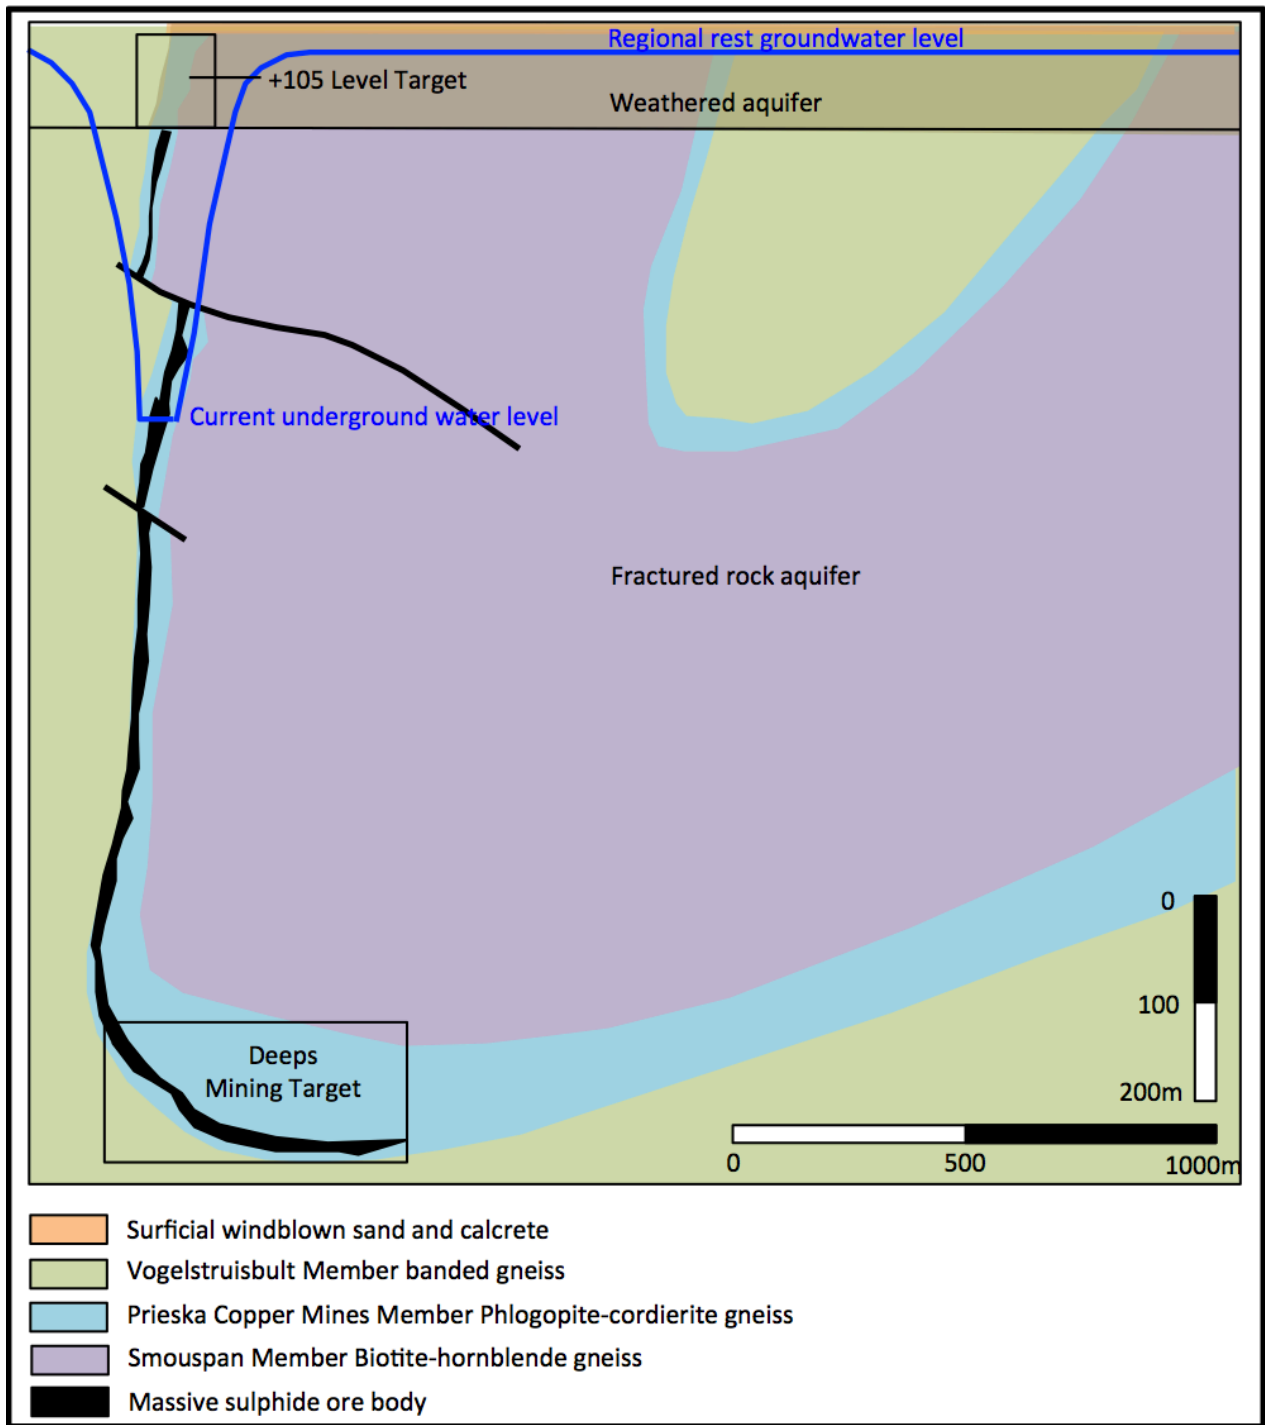 Regional rest groundwater level
+105 Level Target
Weathered aquifer
Current underground water level
Fractured rock aquifer
0
100
200m
Deeps
Mining Target
0
500
1000m
Surficial windblown sand and calcrete
Vogelstruisbult Member banded gneiss
Prieska Copper Mines Member Phlogopite-cordierite gneiss
Smouspan Member Biotite-hornblende gneiss
Massive sulphide ore body